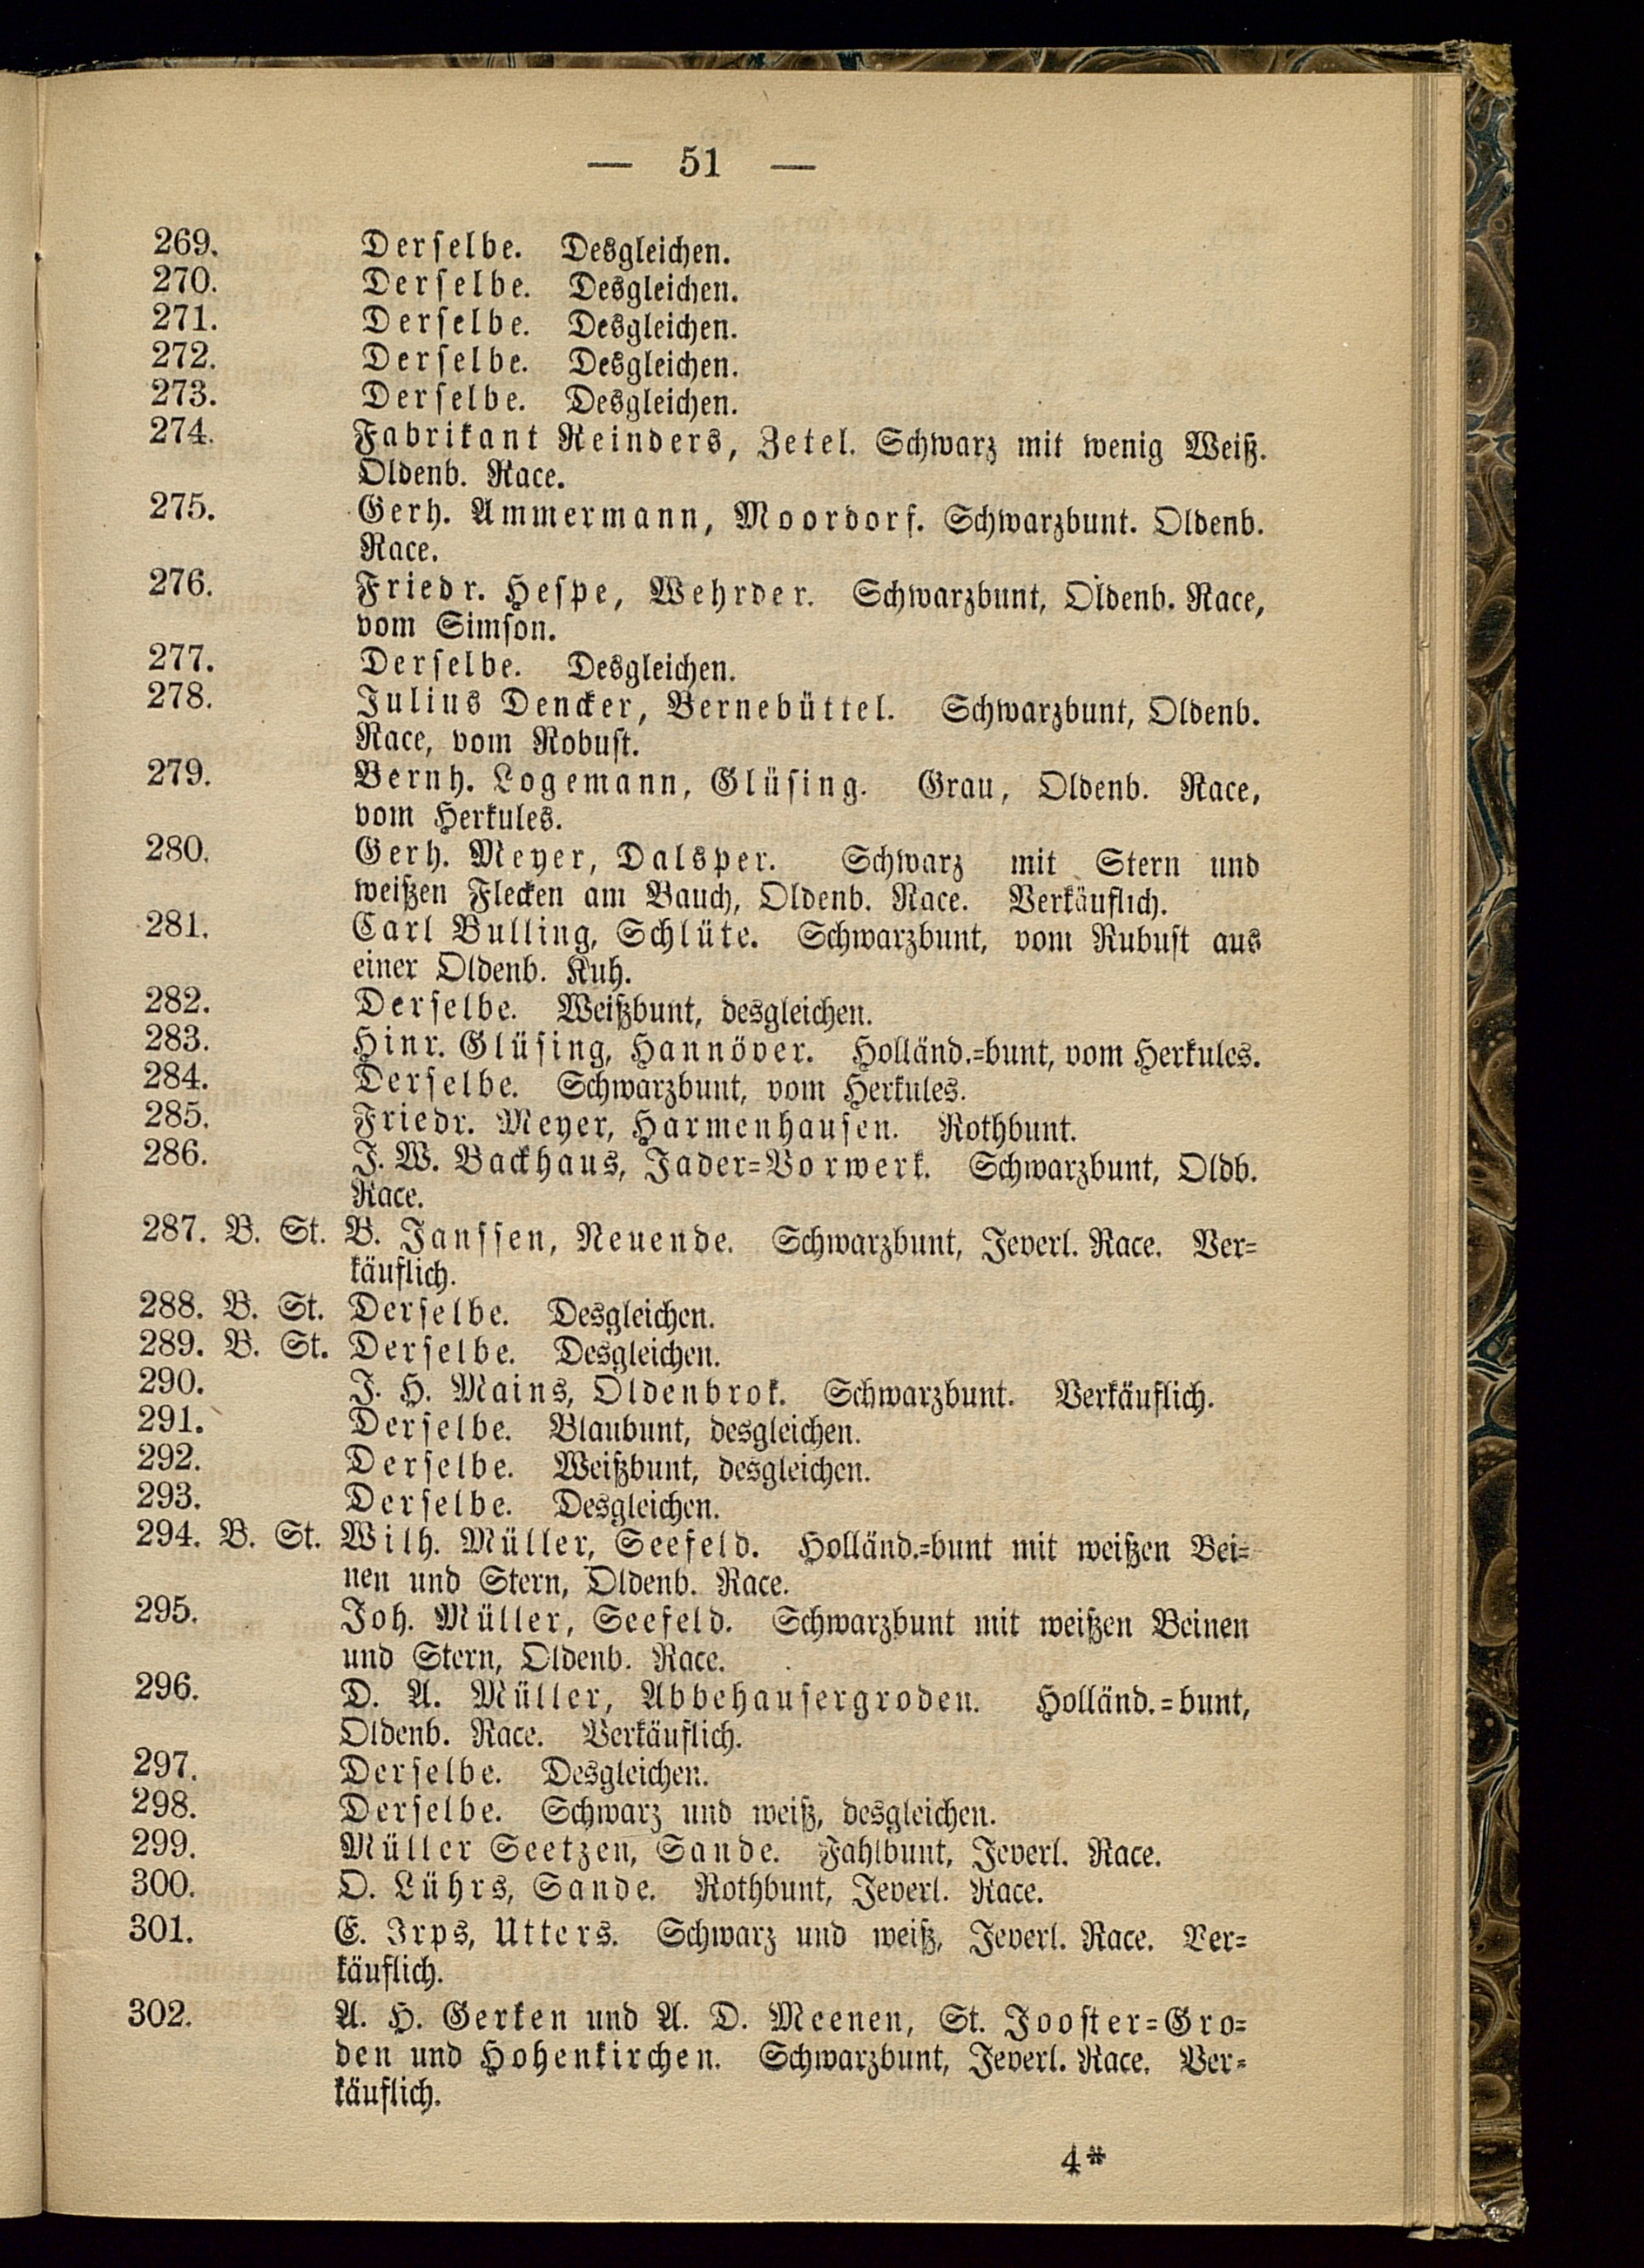 — 51 —
269. Derselbe. Desgleichen.
270. Derselbe. Desgleichen.
271. Derselbe. Desgleichen.
272. Derselbe. Desgleichen.
273. Derselbe. Desgleichen.
274. Fabrikant Reinders, Zetel. Schwarz mit wenig Weiß.
Oldenb. Race.
275. Gerh. Ammermann, Moordorf. Schwarzbunt. Oldenb.
Race.
276. Friedr. Hespe, Wehrder. Schwarzbunt, Oldenb. Race,
vom Simson.
277. Derselbe. Desgleichen.
278. Julius Dencker, Bernebüttel. Schwarzbunt, Oldenb.
Race, vom Robust.
279. Bernh. Logemann, Glüsing. Grau, Oldenb. Race,
vom Herkules.
280. Gerh. Meyer, Dalsper. Schwarz mit Stern und
weißen Flecken am Bauch, Oldenb. Race. Verkäuflich.
281. Carl Bulling, Schlüte. Schwarzbunt, vom Rubust aus
einer Oldenb. Kuh.
282. Derselbe. Weißbunt, desgleichen.
283. Hinr. Glüsing, Hannöver. Holländ.=bunt, vom Herkules.
284. Derselbe. Schwarzbunt, vom Herkules.
285. Friedr. Meyer, Harmenhausen. Rothbunt.
286. J. W. Backhaus, Jader=Vorwerk. Schwarzbunt, Oldb.
Race.
287. B. St. B. Janssen, Neuende. Schwarzbunt, Jeverl. Race. Ver=
käuflich.
288. B. St. Derselbe. Desgleichen.
289. B. St. Derselbe. Desgleichen.
290. J. H. Mains, Oldenbrok. Schwarzbunt. Verkäuflich.
291. Derselbe. Blaubunt, desgleichen.
292. Derselbe. Weißbunt, desgleichen.
293. Derselbe. Desgleichen.
294. B. St. Wilh. Müller, Seefeld. Holländ.=bunt mit weißen Bei=
nen und Stern, Oldenb. Race.
295. Joh. Müller, Seefeld. Schwarzbunt mit weißen Beinen
und Stern, Oldenb. Race.
296. D. A. Müller, Abbehausergroden. Holländ.=bunt,
Oldenb. Race. Verkäuflich.
297. Derselbe. Desgleichen.
298. Derselbe. Schwarz und weiß, desgleichen.
299. Müller Seetzen, Sande. Fahlbunt, Jeverl. Race.
300. O. Lührs, Sande. Rothbunt, Jeverl. Race.
301. E. Irps, Utters. Schwarz und weiß, Jeverl. Race. Ver=
käuflich.
302. A. H. Gerken und A. D. Meenen, St. Jooster=Gro=
den und Hohenkirchen. Schwarzbunt, Jeverl. Race. Ver=
käuflich.
4*